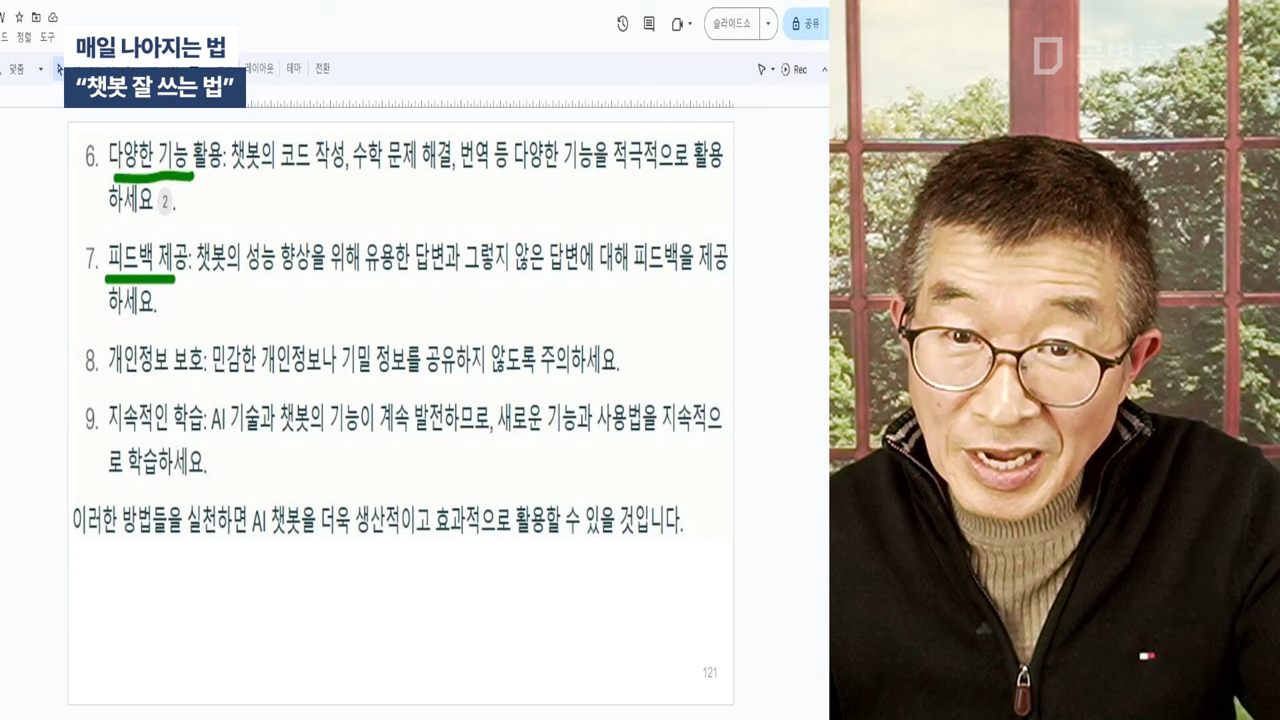 정렬 도구
슬라이드쇼
공유
매일 나아지는 법
맞춤
레이아웃
테마
전환
Rec
“챗봇 잘 쓰는 법”
공병호TV
6. 다양한 기능 활용: 챗봇의 코드 작성, 수학 문제 해결, 번역 등 다양한 기능을 적극적으로 활용
하세요 2 .
7. 피드백 제공: 챗봇의 성능 향상을 위해 유용한 답변과 그렇지 않은 답변에 대해 피드백을 제공
하세요.
8. 개인정보 보호: 민감한 개인정보나 기밀 정보를 공유하지 않도록 주의하세요.
9. 지속적인 학습: AI 기술과 챗봇의 기능이 계속 발전하므로, 새로운 기능과 사용법을 지속적으
로 학습하세요.
이러한 방법들을 실천하면 AI 챗봇을 더욱 생산적이고 효과적으로 활용할 수 있을 것입니다.
121